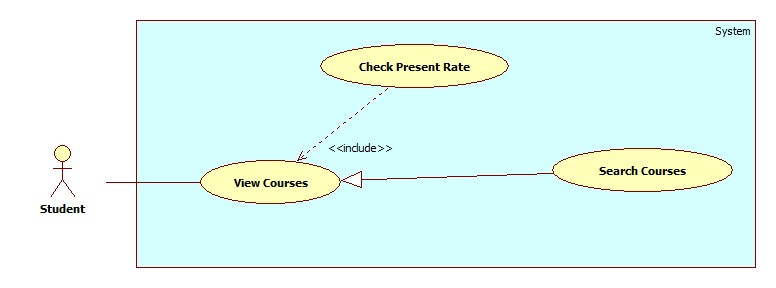 System
Check Present Rate
<<include>>
View Courses
Search Courses
Student